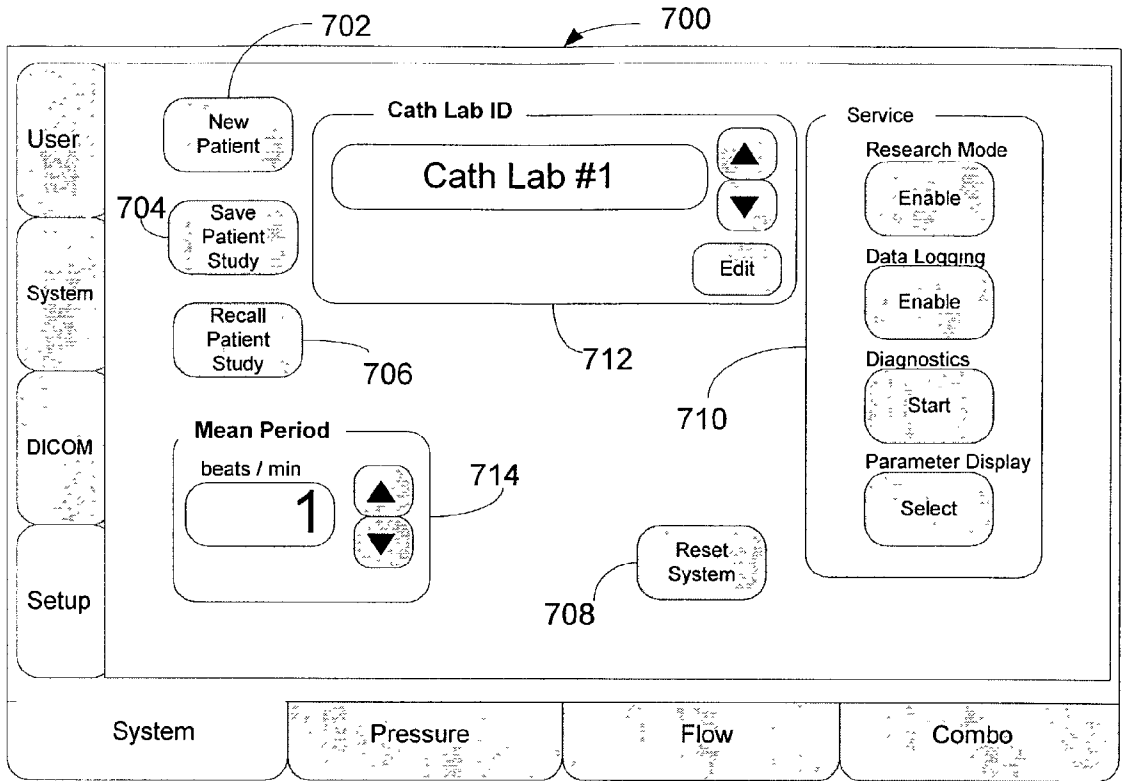 702
700
User
System
DICOM
Setup
New
Patient
704
Save
Patient
Study
Recall
Patient
Study
706
Cath Lab ID
Cath Lab #1
Edit
712
Service
Research Mode
Enable
Data Logging
Enable
Diagnostics
Start
Parameter Display
Select
710
Mean Period
beats / min
1
714
Reset
System
708
System
Pressure
Flow
Combo